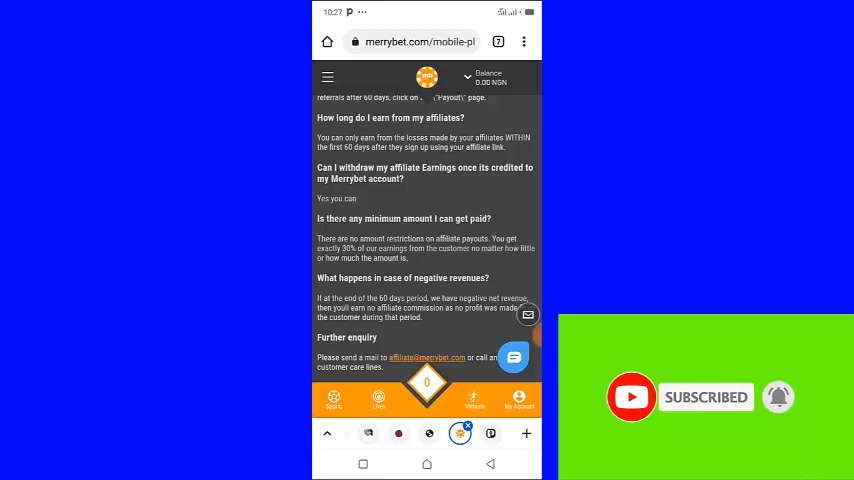 10:27 P
merrybet.com/mobile-pl
7
mb
Balance
0.00 NGN
referrals after 60 days, click on \"Payout\" page.
How long do I earn from my affiliates?
You can only earn from the losses made by your affiliates WITHIN
the first 60 days after they sign up using your affiliate link.
Can I withdraw my affiliate Earnings once its credited to
my Merrybet account?
Yes you can
Is there any minimum amount I can get paid?
There are no amount restrictions on affiliate payouts. You get
exactly 30% of our earnings from the customer no matter how little
or how much the amount is.
What happens in case of negative revenues?
If at the end of the 60 days period, we have negative net revenue,
then youll earn no affiliate commission as no profit was made
the customer during that period.
Further enquiry
Please send a mail to affiliate@merrybet.com or call
customer care lines.
0
Sports
Lives
Virtuals
My Account
SUBSCRIBED